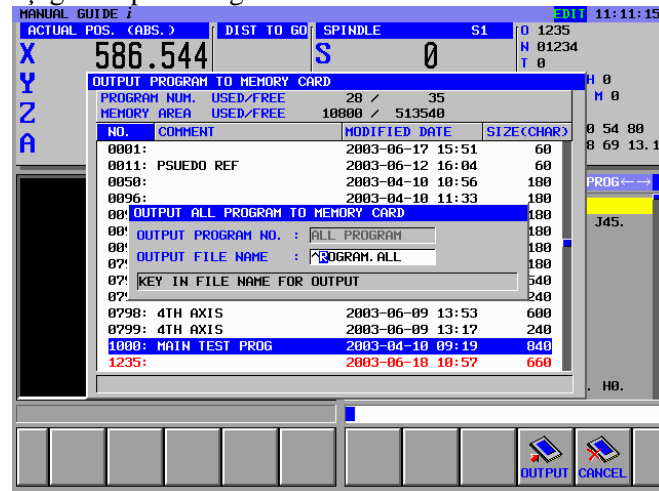 MANUAL GUIDE i EDIT 11:11:15
ACTUAL POS. (ABS.) DIST TO GO SPINDLE S1 O 1235
X 586.544 S 0 N 01234
T 0
Y H 0
M 0
Z
A
OUTPUT PROGRAM TO MEMORY CARD
PROGRAM NUM. USED/FREE 28 / 35
MEMORY AREA USED/FREE 10800 / 513540
NO. COMMENT MODIFIED DATE SIZE(CHAR) 0 54 80
0001: 2003-06-17 15:51 60 8 69 13.1
0011: PSUEDO REF 2003-06-12 16:04 60
0050: 2003-04-10 10:56 180 PROG←→
0096: 2003-04-10 11:33 180
OUTPUT ALL PROGRAM TO MEMORY CARD 180
J45.
OUTPUT PROGRAM NO. : ALL PROGRAM 180
180
OUTPUT FILE NAME : ^ROGRAM.ALL 180
KEY IN FILE NAME FOR OUTPUT 540
240
0798: 4TH AXIS 2003-06-09 13:53 600
0799: 4TH AXIS 2003-06-09 13:17 240
1000: MAIN TEST PROG 2003-04-10 09:19 840
1235: 2003-06-18 10:57 660
. H0.
OUTPUT CANCEL